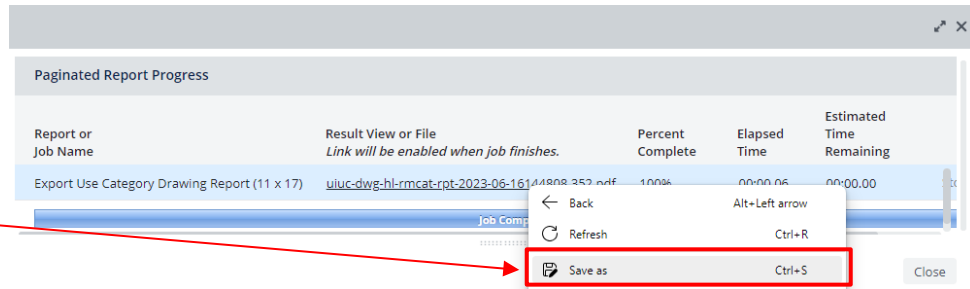 Paginated Report Progress
Report or
Job Name
Result View or File
Link will be enabled when job finishes.
Percent
Complete
Elapsed
Time
Estimated
Time
Remaining
Export Use Category Drawing Report (11 x 17) uiuc-dwg-hl-rmcat-rpt-2023-06-16144808.352.pdf 100% 00:00.06 00:00.00
Job Comp
Back Alt+Left arrow
Refresh Ctrl+R
Save as Ctrl+S
Close